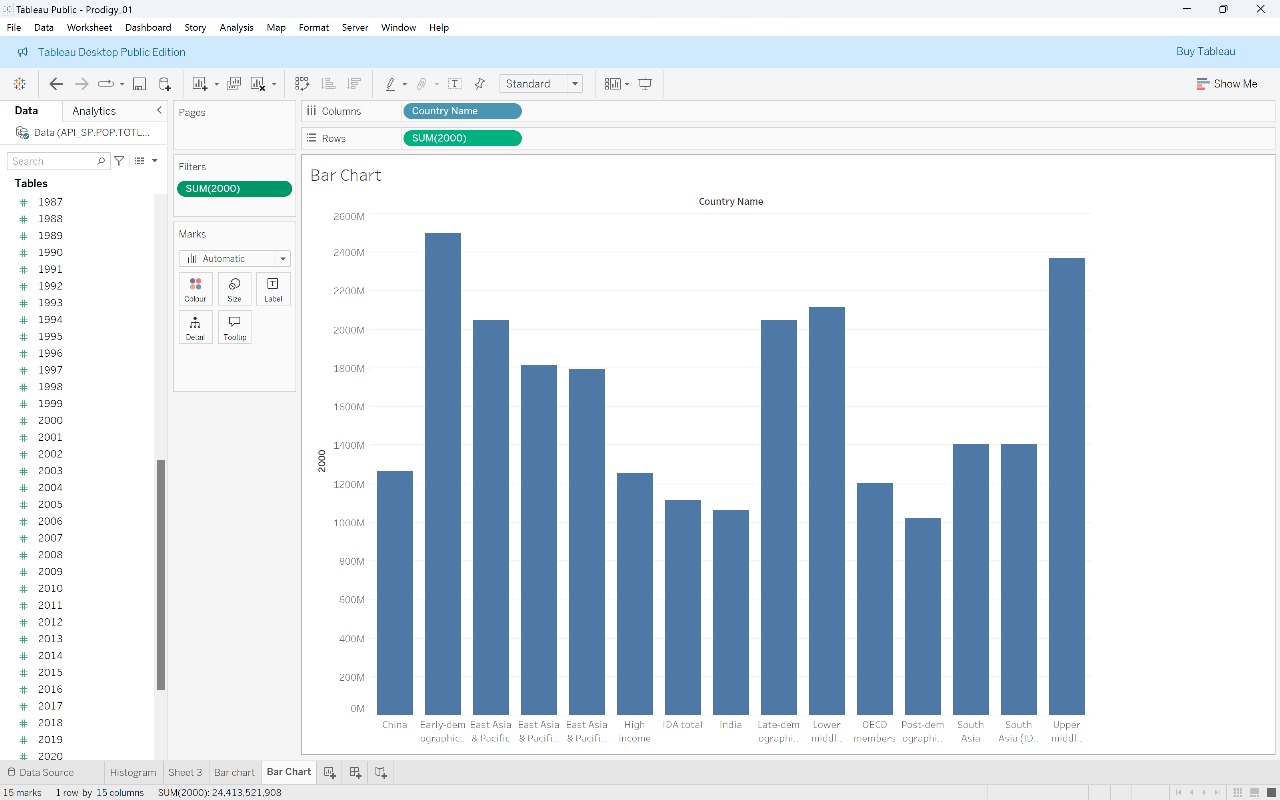 Tableau Public - Prodigy_01
File Data Worksheet Dashboard Story Analysis Map Format Server Window Help
Tableau Desktop Public Edition
Buy Tableau
Standard
Show Me
Data
Analytics
Data (API_SP.POP.TOTL...
Search
Tables
1987
1988
1989
1990
1991
1992
1993
1994
1995
1996
1997
1998
1999
2000
2001
2002
2003
2004
2005
2006
2007
2008
2009
2010
2011
2012
2013
2014
2015
2016
2017
2018
2019
2020
Pages
Filters
SUM(2000)
Marks
Automatic
Colour
Size
Label
Detail
Tooltip
Columns
Country Name
Rows
SUM(2000)
Bar Chart
Country Name
2600M
2400M
2200M
2000M
1800M
1600M
1400M
1200M
1000M
800M
600M
400M
200M
0M
2000
China
Early-dem
ographic..
East Asia
& Pacific
East Asia
& Pacifi..
East Asia
& Pacifi..
High
income
IDA total
India
Late-dem
ographi..
Lower
middl..
OECD
members
Post-dem
ographi..
South
Asia
South
Asia (ID..
Upper
middl..
Data Source
Histogram
Sheet 3
Bar chart
Bar Chart
15 marks
1 row by 15 columns
SUM(2000): 24,413,521,908